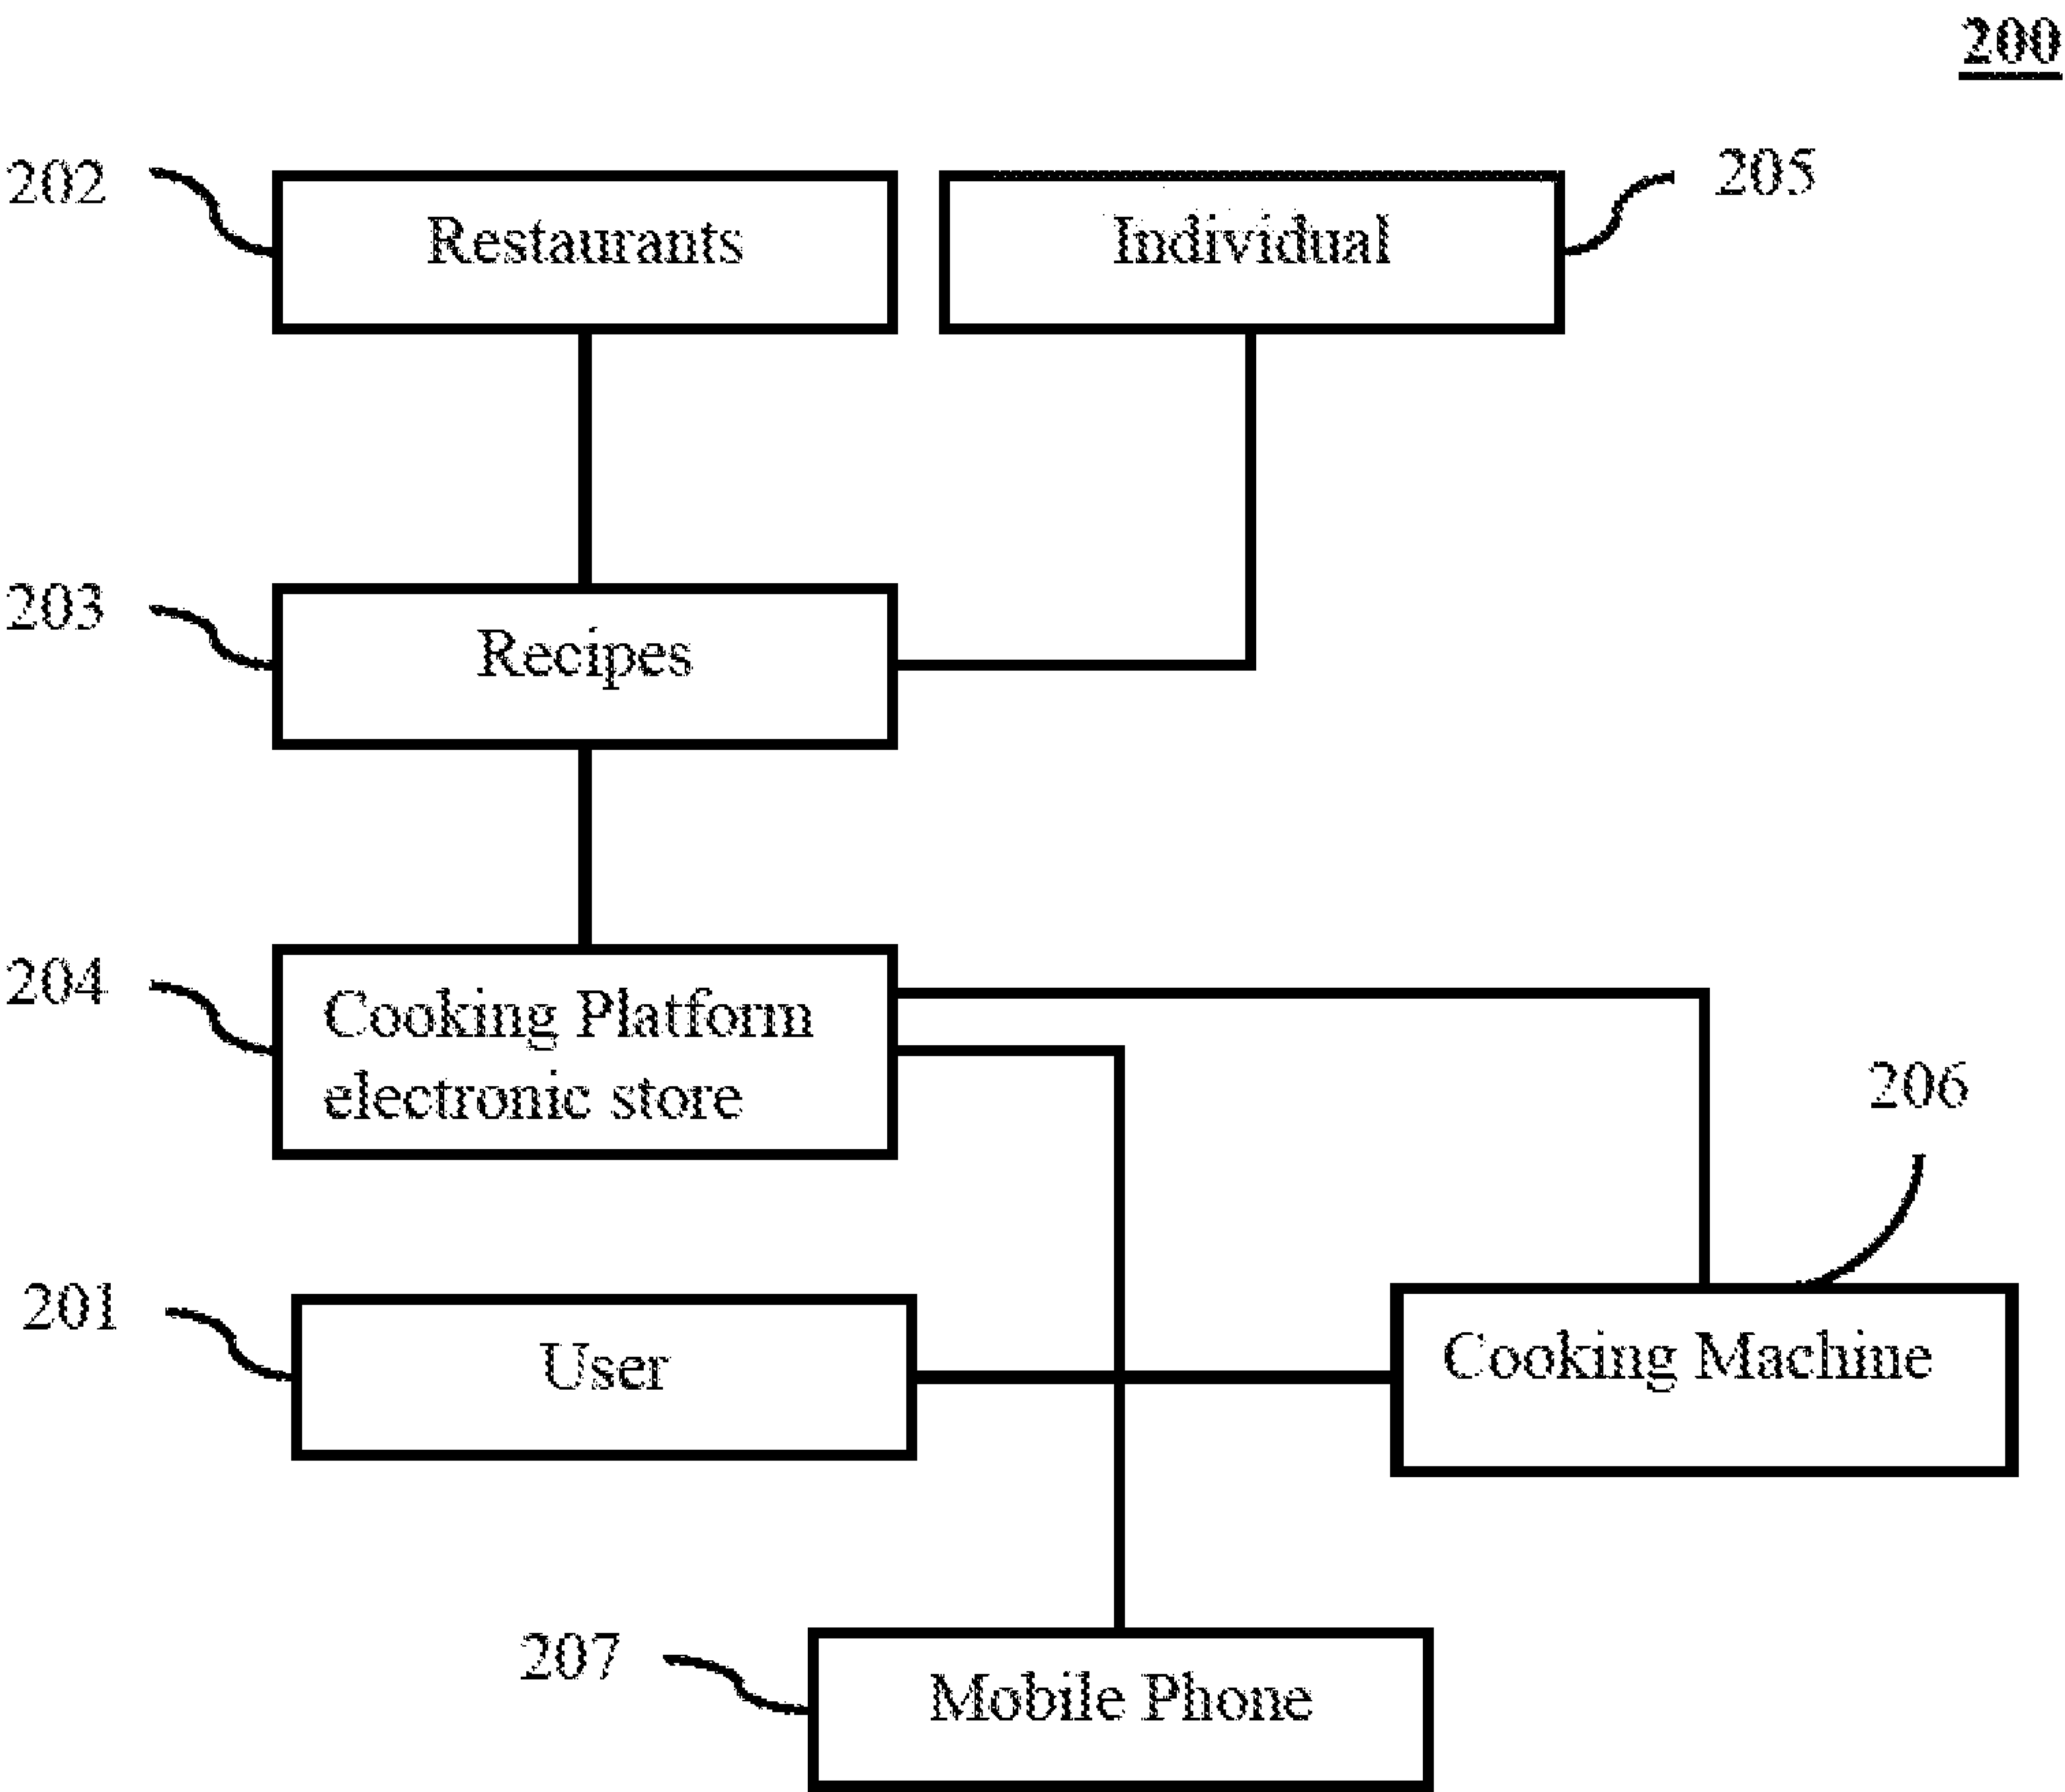 200
202
Restaurants
Individual
205
203
Recipes
204
Cooking Platform
electronic store
206
201
User
Cooking Machine
207
Mobile Phone